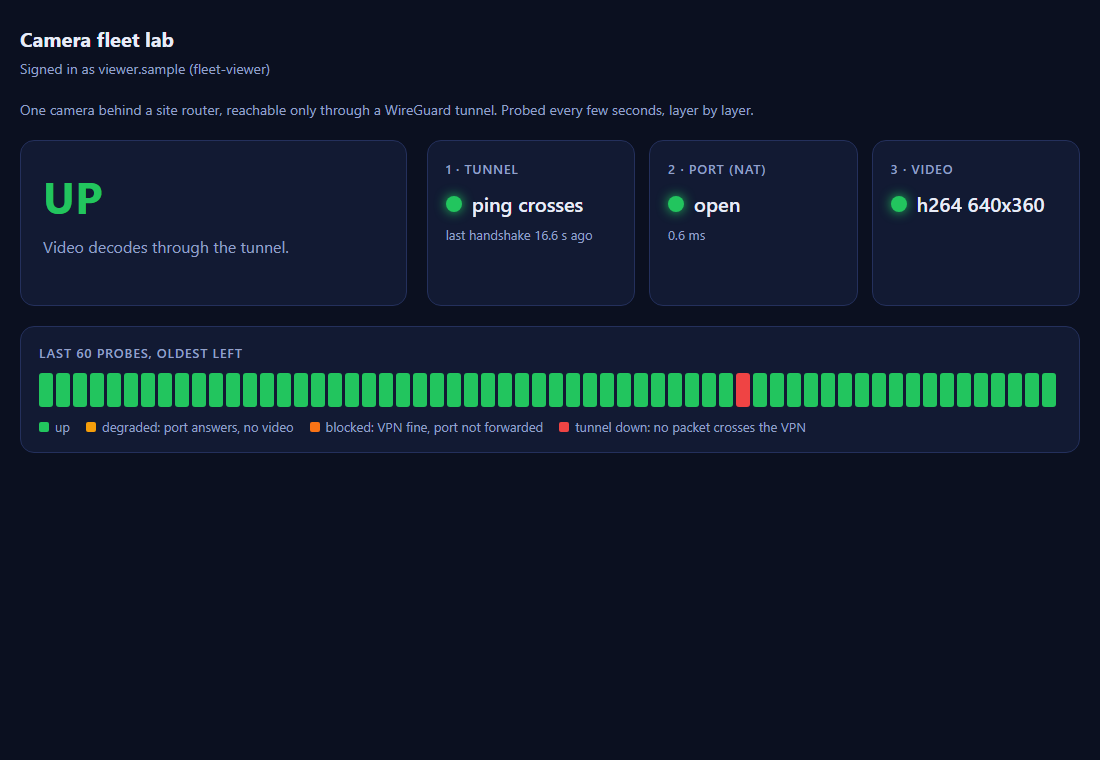 Camera fleet lab
Signed in as viewer.sample (fleet-viewer)
One camera behind a site router, reachable only through a WireGuard tunnel. Probed every few seconds, layer by layer.
UP
Video decodes through the tunnel.
1 · TUNNEL
ping crosses
last handshake 16.6 s ago
2 · PORT (NAT)
open
0.6 ms
3 · VIDEO
h264 640x360
LAST 60 PROBES, OLDEST LEFT
up
degraded: port answers, no video
blocked: VPN fine, port not forwarded
tunnel down: no packet crosses the VPN